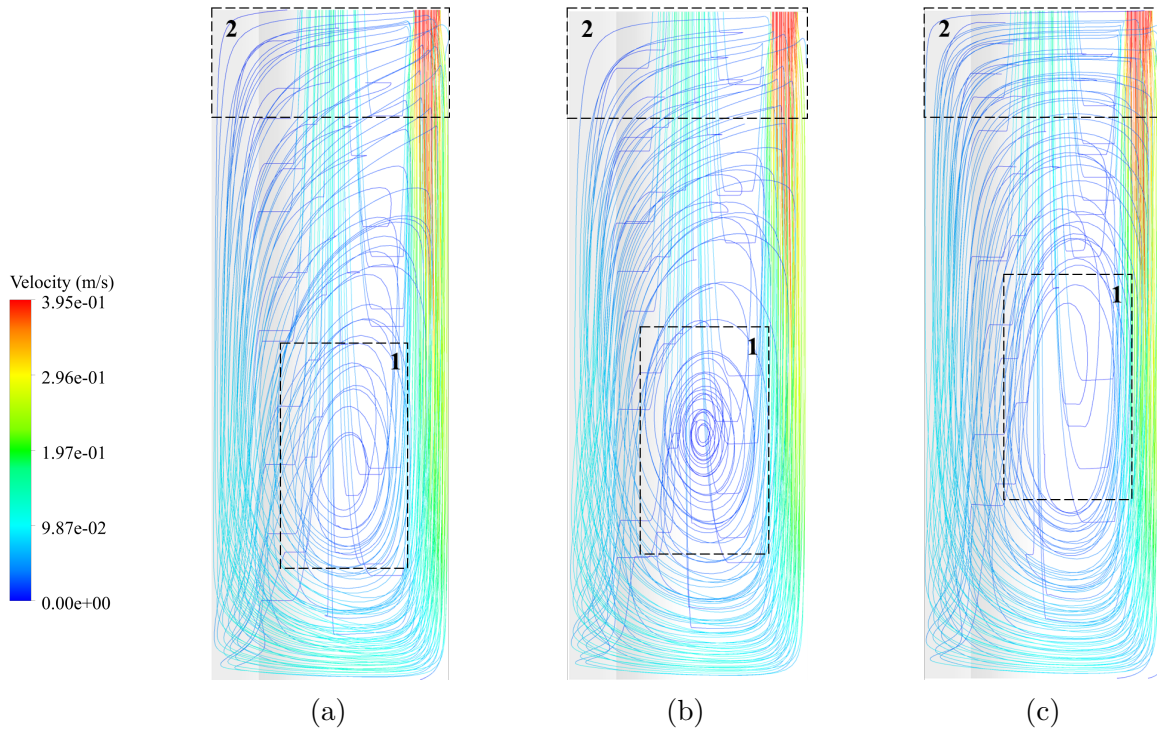 2
2
2
Velocity (m/s)
3.95e-01
2.96e-01
1.97e-01
9.87e-02
0.00e+00
1
1
1
(a)
(b)
(c)